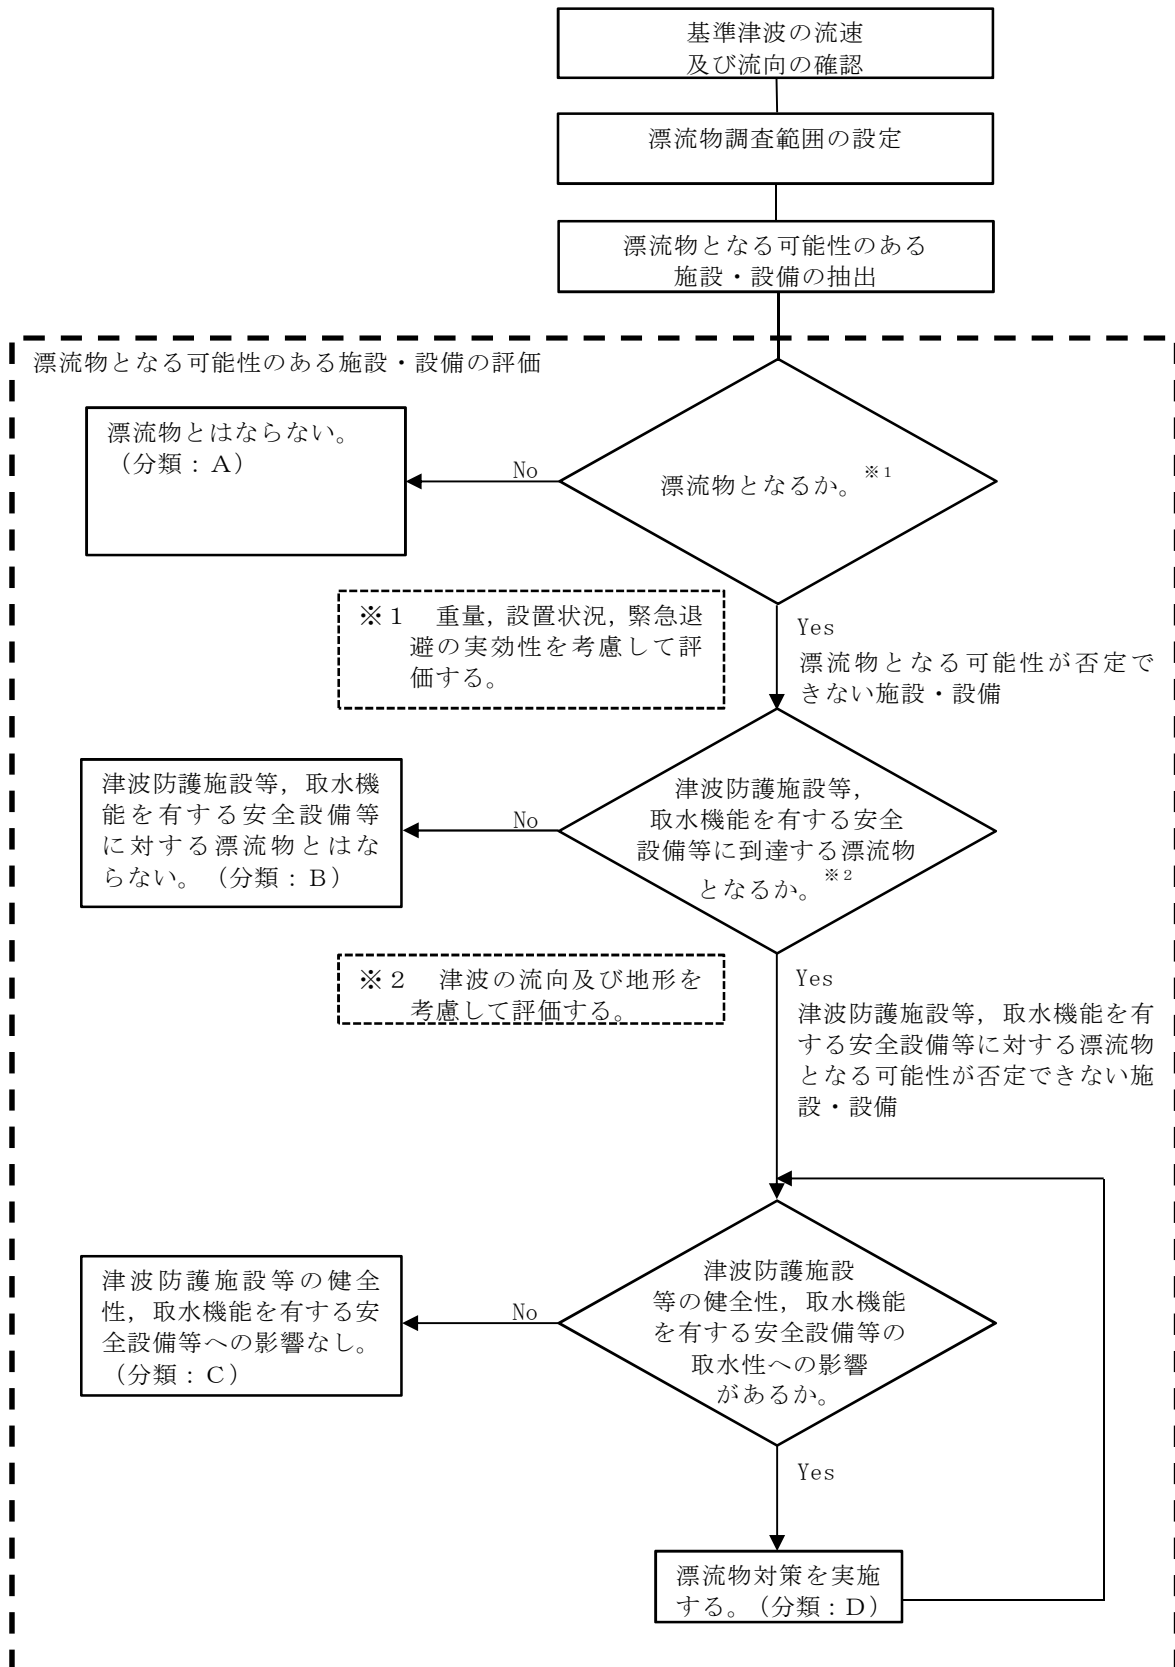 基準津波の流速
及び流向の確認
漂流物調査範囲の設定
漂流物となる可能性のある
施設・設備の抽出
漂流物となる可能性のある施設・設備の評価
漂流物とはならない。
（分類：Ａ）
No
漂流物となるか。※１
※１　重量，設置状況，緊急退
避の実効性を考慮して評
価する。
Yes
漂流物となる可能性が否定で
きない施設・設備
津波防護施設等，取水機
能を有する安全設備等
に対する漂流物とはな
らない。（分類：Ｂ）
No
津波防護施設等，
取水機能を有する安全
設備等に到達する漂流物
となるか。※２
※２　津波の流向及び地形を
考慮して評価する。
Yes
津波防護施設等，取水機能を有
する安全設備等に対する漂流物
となる可能性が否定できない施
設・設備
津波防護施設等の健全
性，取水機能を有する安
全設備等への影響なし。
（分類：Ｃ）
No
津波防護施設
等の健全性，取水機能
を有する安全設備等の
取水性への影響
があるか。
Yes
漂流物対策を実施
する。（分類：Ｄ）